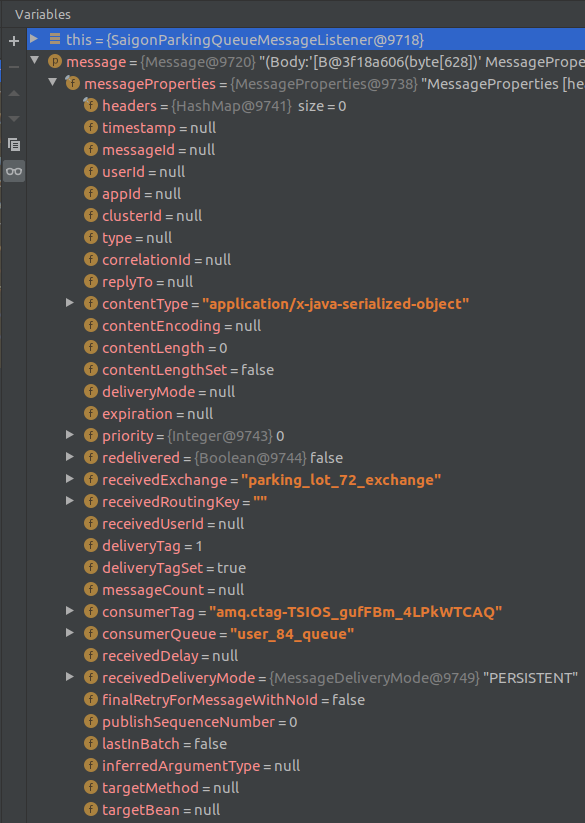 Variables
this = {SaigonParkingQueueMessageListener@9718}
message = {Message@9720} "(Body:'[B@3f18a606(byte[628])' MessagePrope
messageProperties = {MessageProperties@9738} "MessageProperties [hea
headers = {HashMap@9741} size = 0
timestamp = null
messageId = null
userId = null
appId = null
clusterId = null
type = null
correlationId = null
replyTo = null
contentType = "application/x-java-serialized-object"
contentEncoding = null
contentLength = 0
contentLengthSet = false
deliveryMode = null
expiration = null
priority = {Integer@9743} 0
redelivered = {Boolean@9744} false
receivedExchange = "parking_lot_72_exchange"
receivedRoutingKey = ""
receivedUserId = null
deliveryTag = 1
deliveryTagSet = true
messageCount = null
consumerTag = "amq.ctag-TSIOS_gufFBm_4LPkWTCAQ"
consumerQueue = "user_84_queue"
receivedDelay = null
receivedDeliveryMode = {MessageDeliveryMode@9749} "PERSISTENT"
finalRetryForMessageWithNoId = false
publishSequenceNumber = 0
lastInBatch = false
inferredArgumentType = null
targetMethod = null
targetBean = null